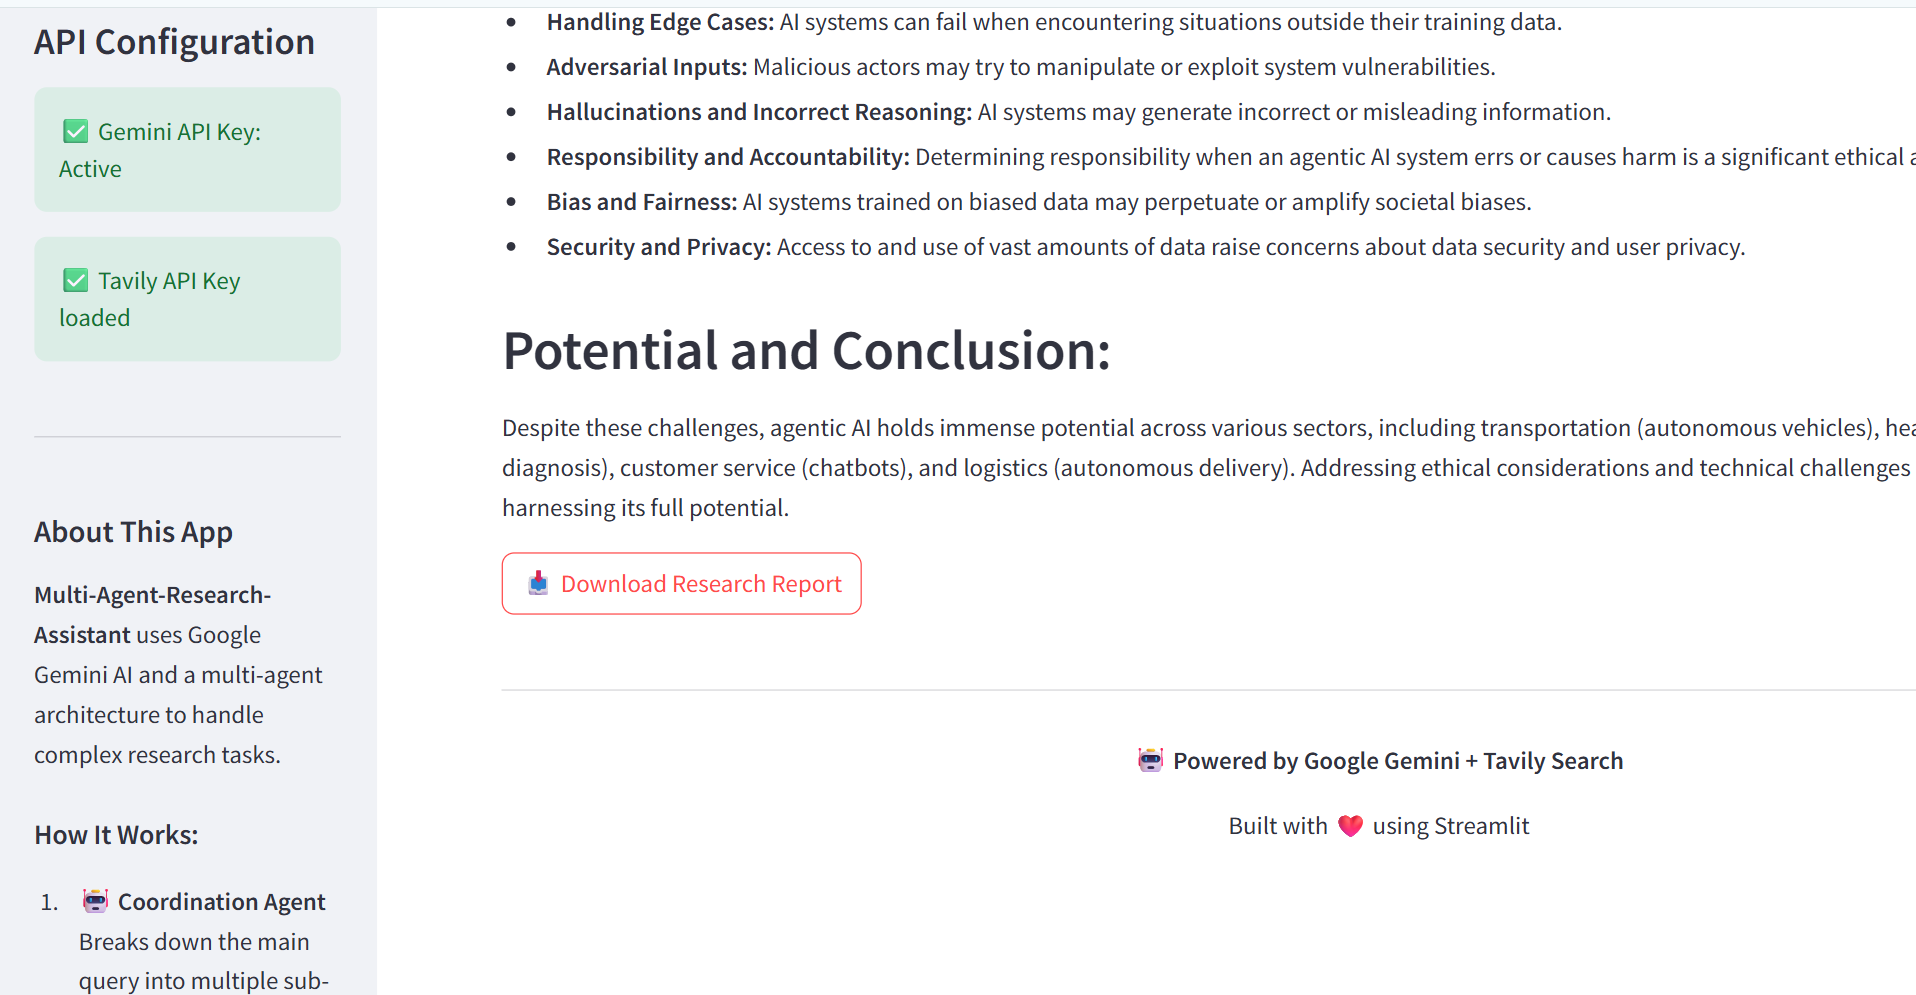 API Configuration
✅ Gemini API Key:
Active
✅ Tavily API Key
loaded
About This App
Multi-Agent-Research-
Assistant uses Google
Gemini AI and a multi-agent
architecture to handle
complex research tasks.
How It Works:
1. 🤖 Coordination Agent
Breaks down the main
query into multiple sub-
• Handling Edge Cases: AI systems can fail when encountering situations outside their training data.
• Adversarial Inputs: Malicious actors may try to manipulate or exploit system vulnerabilities.
• Hallucinations and Incorrect Reasoning: AI systems may generate incorrect or misleading information.
• Responsibility and Accountability: Determining responsibility when an agentic AI system errs or causes harm is a significant ethical a
• Bias and Fairness: AI systems trained on biased data may perpetuate or amplify societal biases.
• Security and Privacy: Access to and use of vast amounts of data raise concerns about data security and user privacy.
Potential and Conclusion:
Despite these challenges, agentic AI holds immense potential across various sectors, including transportation (autonomous vehicles), hea
diagnosis), customer service (chatbots), and logistics (autonomous delivery). Addressing ethical considerations and technical challenges
harnessing its full potential.
📥 Download Research Report
🤖 Powered by Google Gemini + Tavily Search
Built with ❤️ using Streamlit